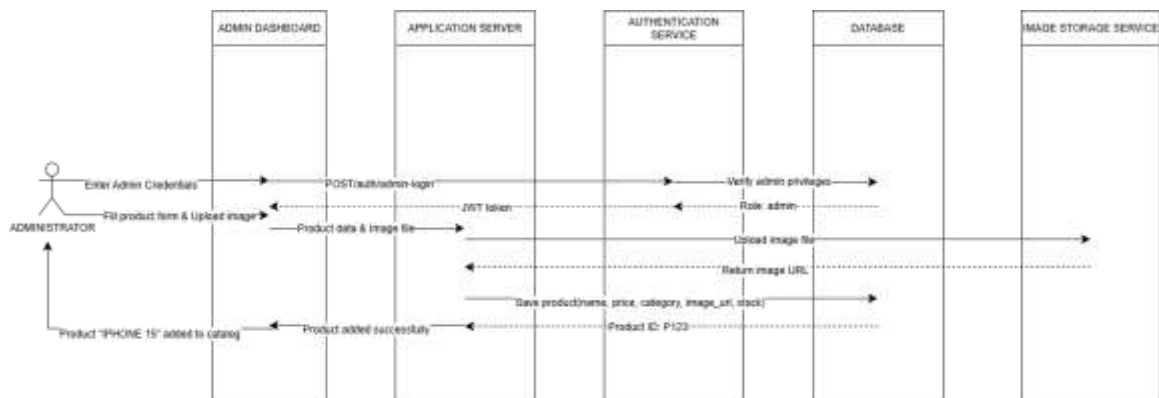 ADMIN DASHBOARD
APPLICATION SERVER
AUTHENTICATION
SERVICE
DATABASE
IMAGE STORAGE SERVICE
Enter Admin Credentials
POST/auth/admin-login
Verify admin privileges
JWT token
Role: admin
Fill product form & Upload image
ADMINISTRATOR
Product data & Image file
Upload image file
Return image URL
Save product(name, price, category, image_url, stock)
Product "IPHONE 15" added to catalog
Product added successfully
Product ID: P123